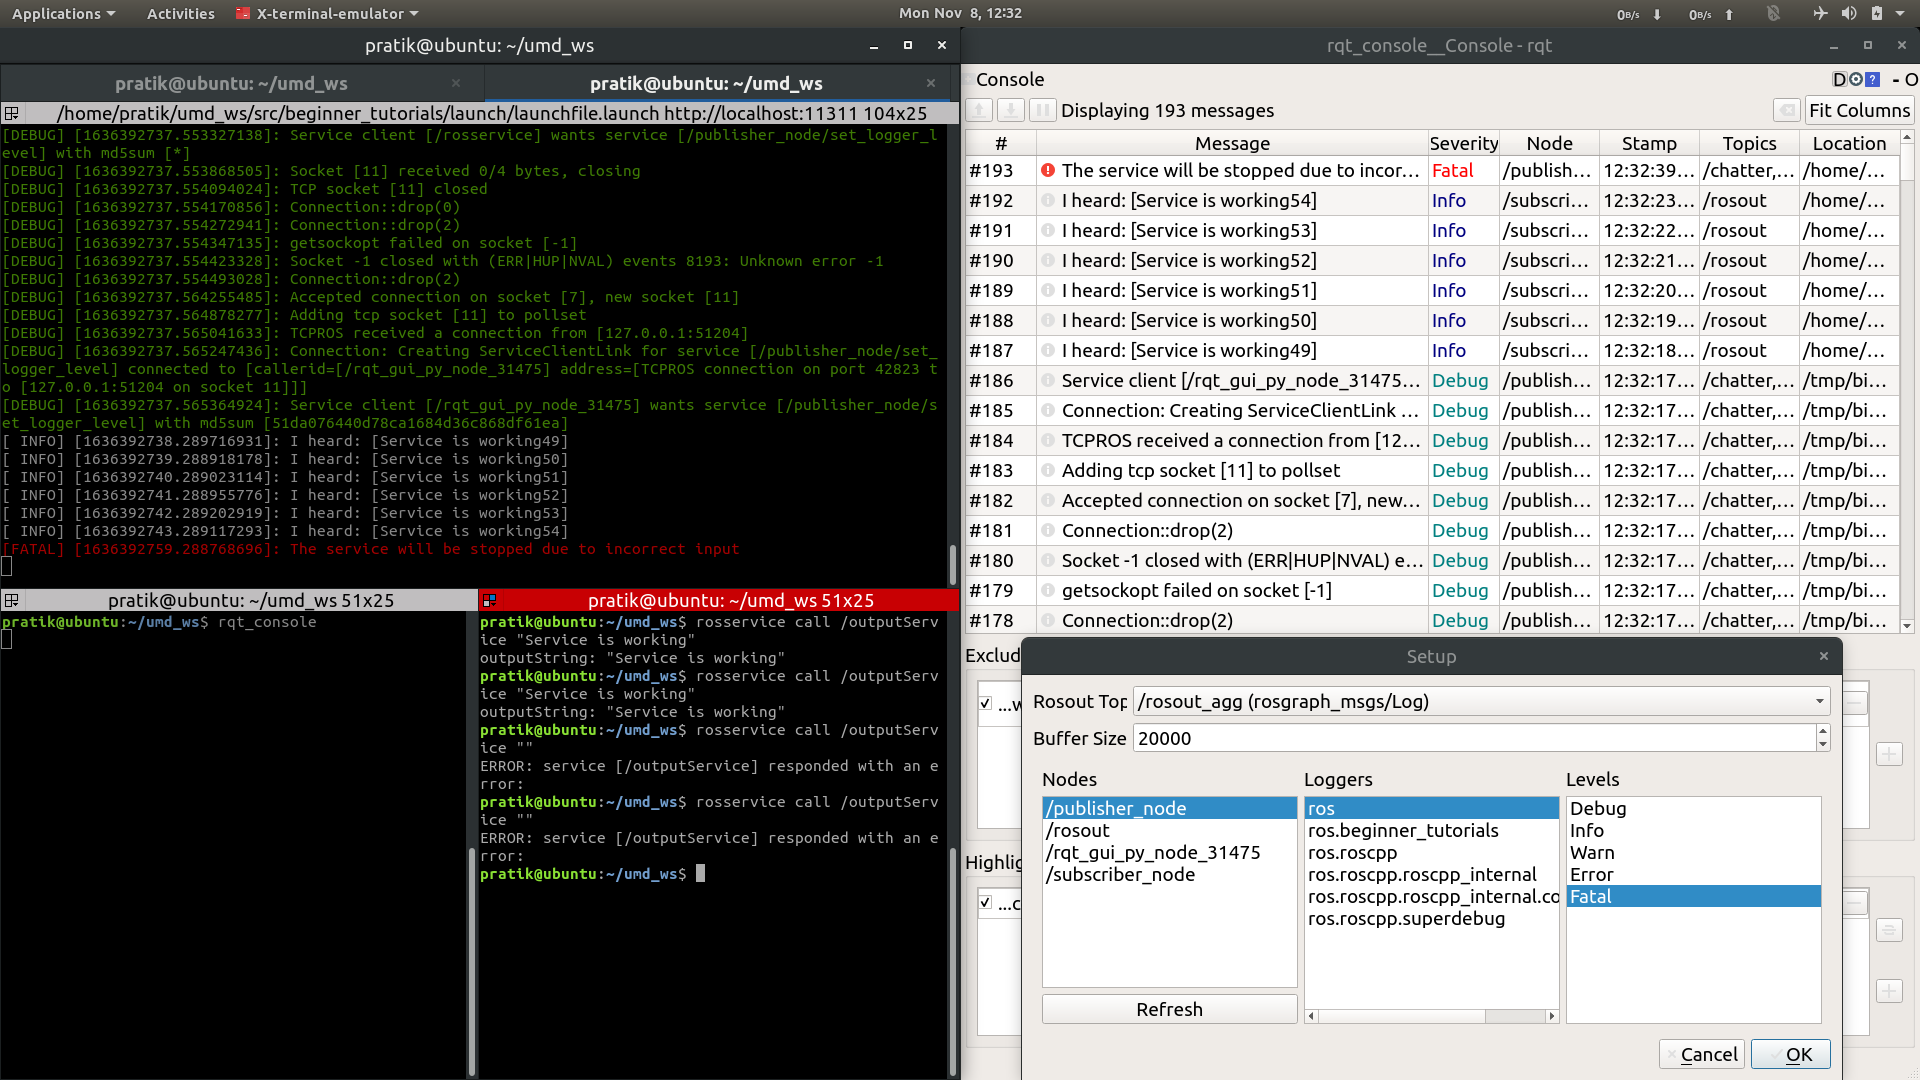 Applications
Activities
X-terminal-emulator
Mon Nov 8, 12:32
0B/s
0B/s
pratik@ubuntu: ~/umd_ws
pratik@ubuntu: ~/umd_ws
pratik@ubuntu: ~/umd_ws
/home/pratik/umd_ws/src/beginner_tutorials/launch/launchfile.launch http://localhost:11311 104x25
[DEBUG] [1636392737.553327138]: Service client [/rosservice] wants service [/publisher_node/set_logger_l
evel] with md5sum [*]
[DEBUG] [1636392737.553868505]: Socket [11] received 0/4 bytes, closing
[DEBUG] [1636392737.554094024]: TCP socket [11] closed
[DEBUG] [1636392737.554170856]: Connection::drop(0)
[DEBUG] [1636392737.554272941]: Connection::drop(2)
[DEBUG] [1636392737.554347135]: getsockopt failed on socket [-1]
[DEBUG] [1636392737.554423328]: Socket -1 closed with (ERR|HUP|NVAL) events 8193: Unknown error -1
[DEBUG] [1636392737.554493028]: Connection::drop(2)
[DEBUG] [1636392737.564255485]: Accepted connection on socket [7], new socket [11]
[DEBUG] [1636392737.564878277]: Adding tcp socket [11] to pollset
[DEBUG] [1636392737.565041633]: TCPROS received a connection from [127.0.0.1:51204]
[DEBUG] [1636392737.565247436]: Connection: Creating ServiceClientLink for service [/publisher_node/set_
logger_level] connected to [callerid=[/rqt_gui_py_node_31475] address=[TCPROS connection on port 42823 t
o [127.0.0.1:51204 on socket 11]]]
[DEBUG] [1636392737.565364924]: Service client [/rqt_gui_py_node_31475] wants service [/publisher_node/s
et_logger_level] with md5sum [51da076440d78ca1684d36c868df61ea]
[ INFO] [1636392738.289716931]: I heard: [Service is working49]
[ INFO] [1636392739.288918178]: I heard: [Service is working50]
[ INFO] [1636392740.289023114]: I heard: [Service is working51]
[ INFO] [1636392741.288955776]: I heard: [Service is working52]
[ INFO] [1636392742.289202919]: I heard: [Service is working53]
[ INFO] [1636392743.289117293]: I heard: [Service is working54]
[FATAL] [1636392759.288768696]: The service will be stopped due to incorrect input
pratik@ubuntu: ~/umd_ws 51x25
pratik@ubuntu:~/umd_ws$ rqt_console
pratik@ubuntu: ~/umd_ws 51x25
pratik@ubuntu:~/umd_ws$ rosservice call /outputServ
ice "Service is working"
outputString: "Service is working"
pratik@ubuntu:~/umd_ws$ rosservice call /outputServ
ice "Service is working"
outputString: "Service is working"
pratik@ubuntu:~/umd_ws$ rosservice call /outputServ
ice ""
ERROR: service [/outputService] responded with an e
rror:
pratik@ubuntu:~/umd_ws$ rosservice call /outputServ
ice ""
ERROR: service [/outputService] responded with an e
rror:
pratik@ubuntu:~/umd_ws$
rqt_console__Console - rqt
Console
D ? - O
Displaying 193 messages
Fit Columns
# Message Severity Node Stamp Topics Location
#193 The service will be stopped due to incor... Fatal /publish... 12:32:39... /chatter,... /home/...
#192 I heard: [Service is working54] Info /subscri... 12:32:23... /rosout /home/...
#191 I heard: [Service is working53] Info /subscri... 12:32:22... /rosout /home/...
#190 I heard: [Service is working52] Info /subscri... 12:32:21... /rosout /home/...
#189 I heard: [Service is working51] Info /subscri... 12:32:20... /rosout /home/...
#188 I heard: [Service is working50] Info /subscri... 12:32:19... /rosout /home/...
#187 I heard: [Service is working49] Info /subscri... 12:32:18... /rosout /home/...
#186 Service client [/rqt_gui_py_node_31475... Debug /publish... 12:32:17... /chatter,... /tmp/bi...
#185 Connection: Creating ServiceClientLink ... Debug /publish... 12:32:17... /chatter,... /tmp/bi...
#184 TCPROS received a connection from [12... Debug /publish... 12:32:17... /chatter,... /tmp/bi...
#183 Adding tcp socket [11] to pollset Debug /publish... 12:32:17... /chatter,... /tmp/bi...
#182 Accepted connection on socket [7], new... Debug /publish... 12:32:17... /chatter,... /tmp/bi...
#181 Connection::drop(2) Debug /publish... 12:32:17... /chatter,... /tmp/bi...
#180 Socket -1 closed with (ERR|HUP|NVAL) e... Debug /publish... 12:32:17... /chatter,... /tmp/bi...
#179 getsockopt failed on socket [-1] Debug /publish... 12:32:17... /chatter,... /tmp/bi...
#178 Connection::drop(2) Debug /publish... 12:32:17... /chatter,... /tmp/bi...
Exclud
...w
Highlig
...c
Setup
Rosout Top /rosout_agg (rosgraph_msgs/Log)
Buffer Size 20000
Nodes
/publisher_node
/rosout
/rqt_gui_py_node_31475
/subscriber_node
Refresh
Loggers
ros
ros.beginner_tutorials
ros.roscpp
ros.roscpp.roscpp_internal
ros.roscpp.roscpp_internal.co
ros.roscpp.superdebug
Levels
Debug
Info
Warn
Error
Fatal
Cancel
OK